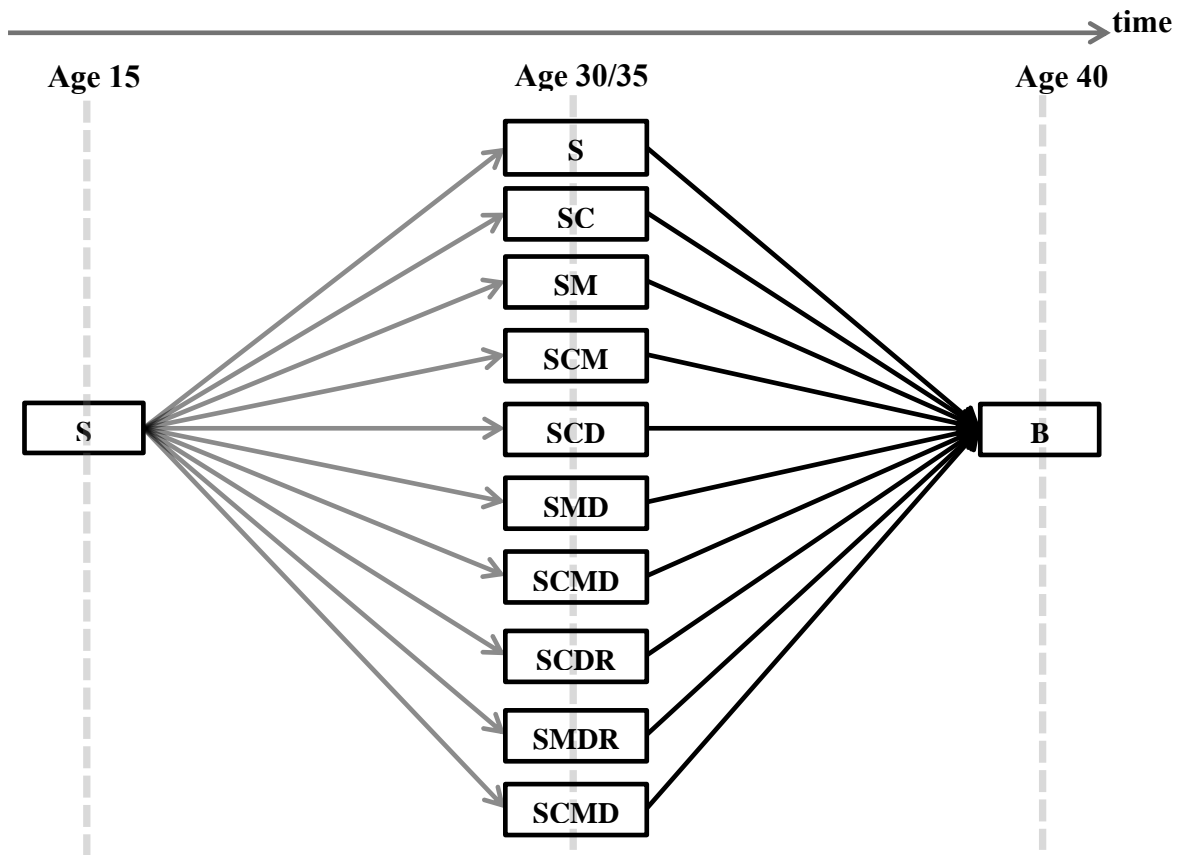 time
Age 15
Age 30/35
Age 40
S
SC
SM
SCM
S
SCD
B
SMD
SCMD
SCDR
SMDR
SCMD